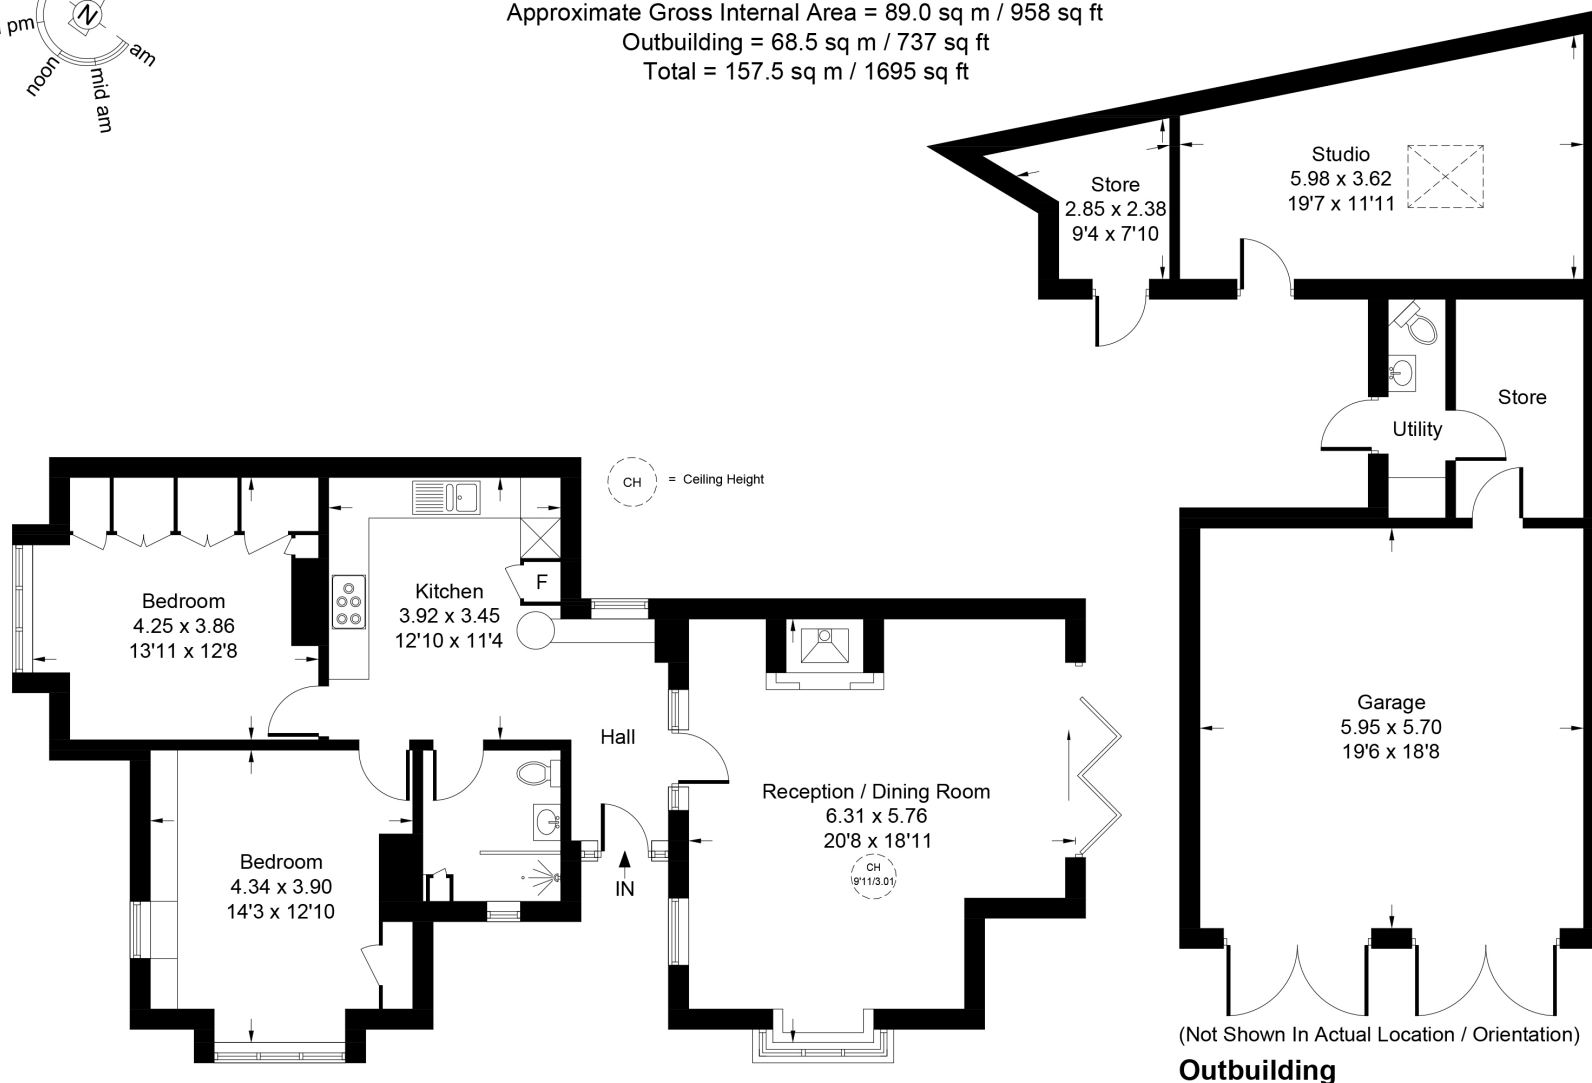 pm
N
am
noon
mid am
Approximate Gross Internal Area = 89.0 sq m / 958 sq ft
Outbuilding = 68.5 sq m / 737 sq ft
Total = 157.5 sq m / 1695 sq ft
Studio
5.98 x 3.62
19'7 x 11'11
Store
2.85 x 2.38
9'4 x 7'10
Store
Utility
CH
= Ceiling Height
Kitchen
3.92 x 3.45
12'10 x 11'4
F
Bedroom
4.25 x 3.86
13'11 x 12'8
Hall
Garage
5.95 x 5.70
19'6 x 18'8
Reception / Dining Room
6.31 x 5.76
20'8 x 18'11
CH
9'11/3.01
Bedroom
4.34 x 3.90
14'3 x 12'10
IN
(Not Shown In Actual Location / Orientation)
Outbuilding